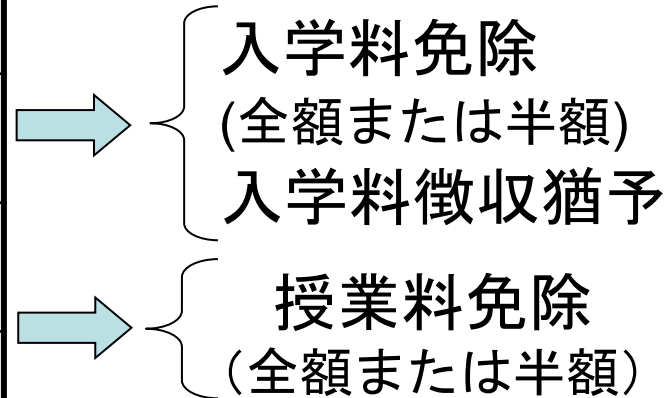 入学料免除
(全額または半額)
入学料徴収猶予
授業料免除
（全額または半額）